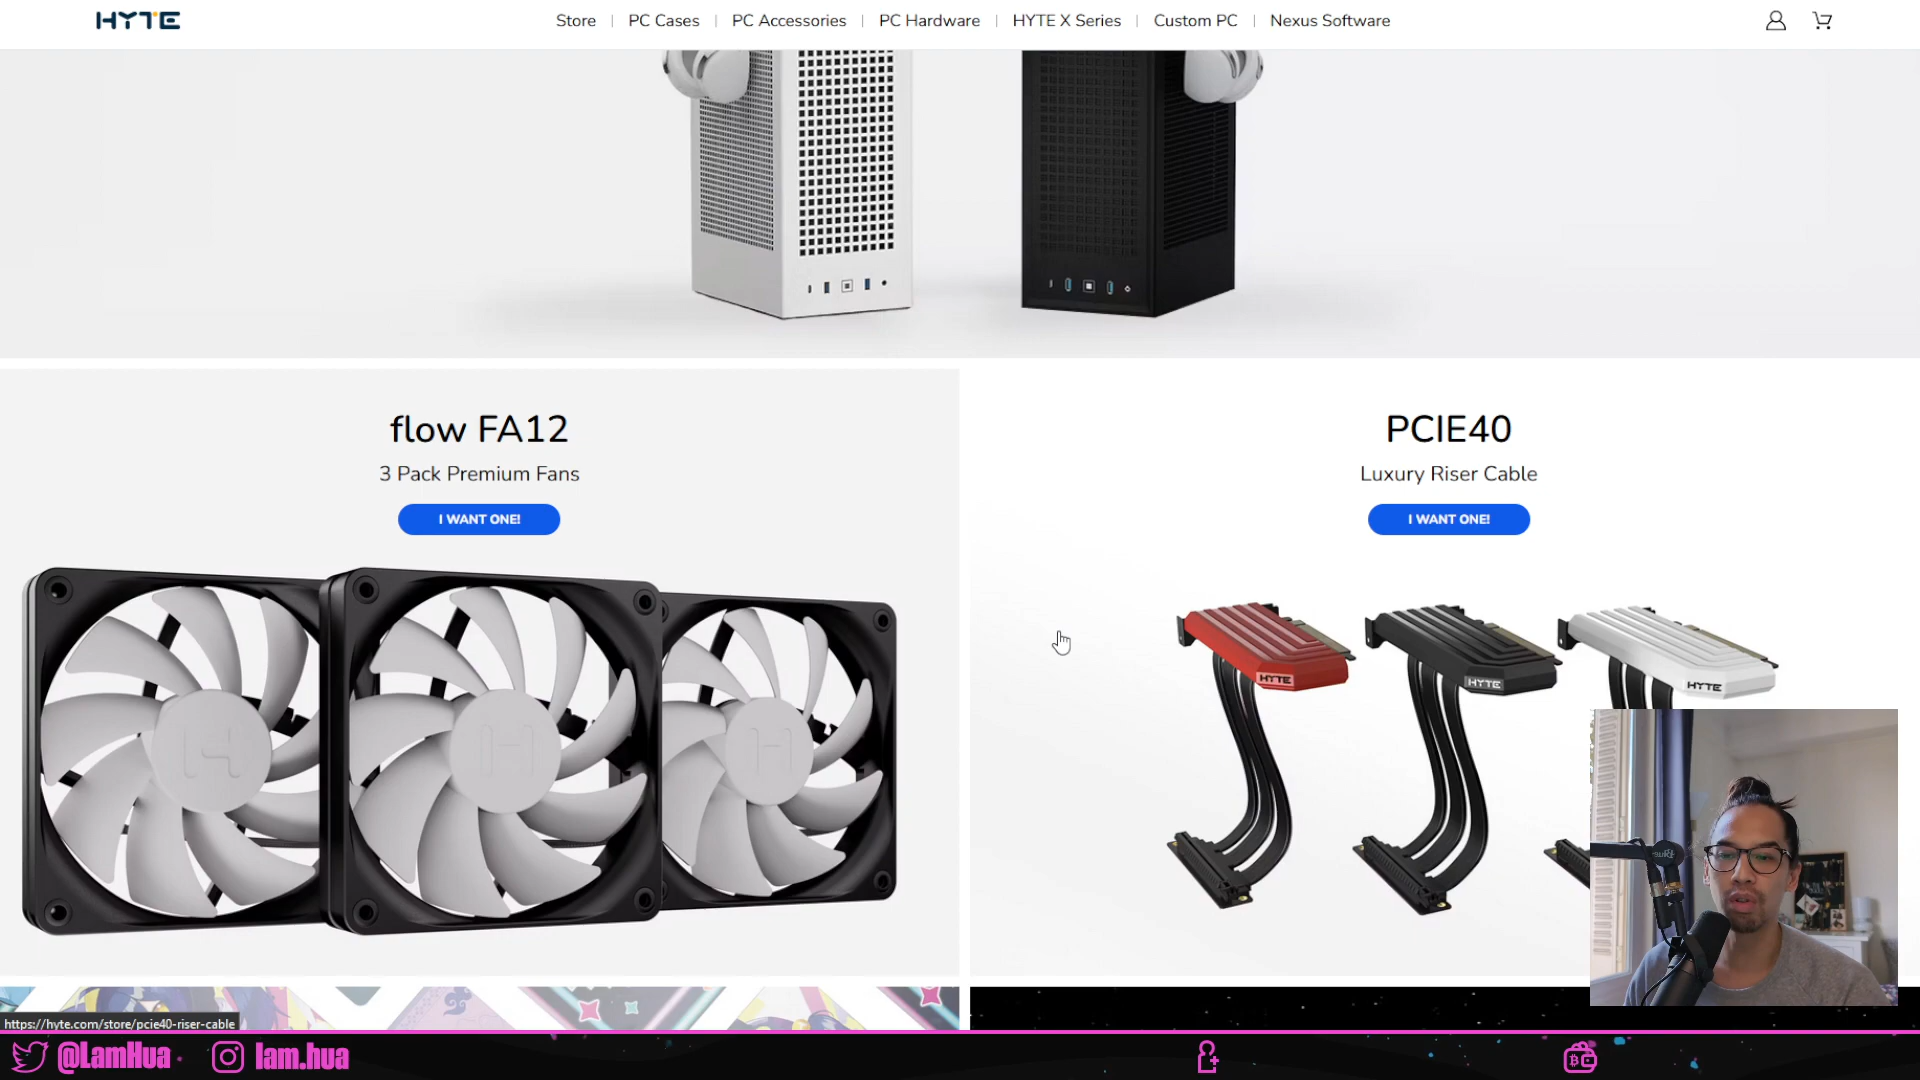 HYTE
Store
PC Cases
PC Accessories
PC Hardware
HYTE X Series
Custom PC
Nexus Software
flow FA12
3 Pack Premium Fans
I WANT ONE!
PCIE40
Luxury Riser Cable
I WANT ONE!
HYTE
HYTE
HYTE
https://hyte.com/store/pcie40-riser-cable
@LamHua
lam.hua